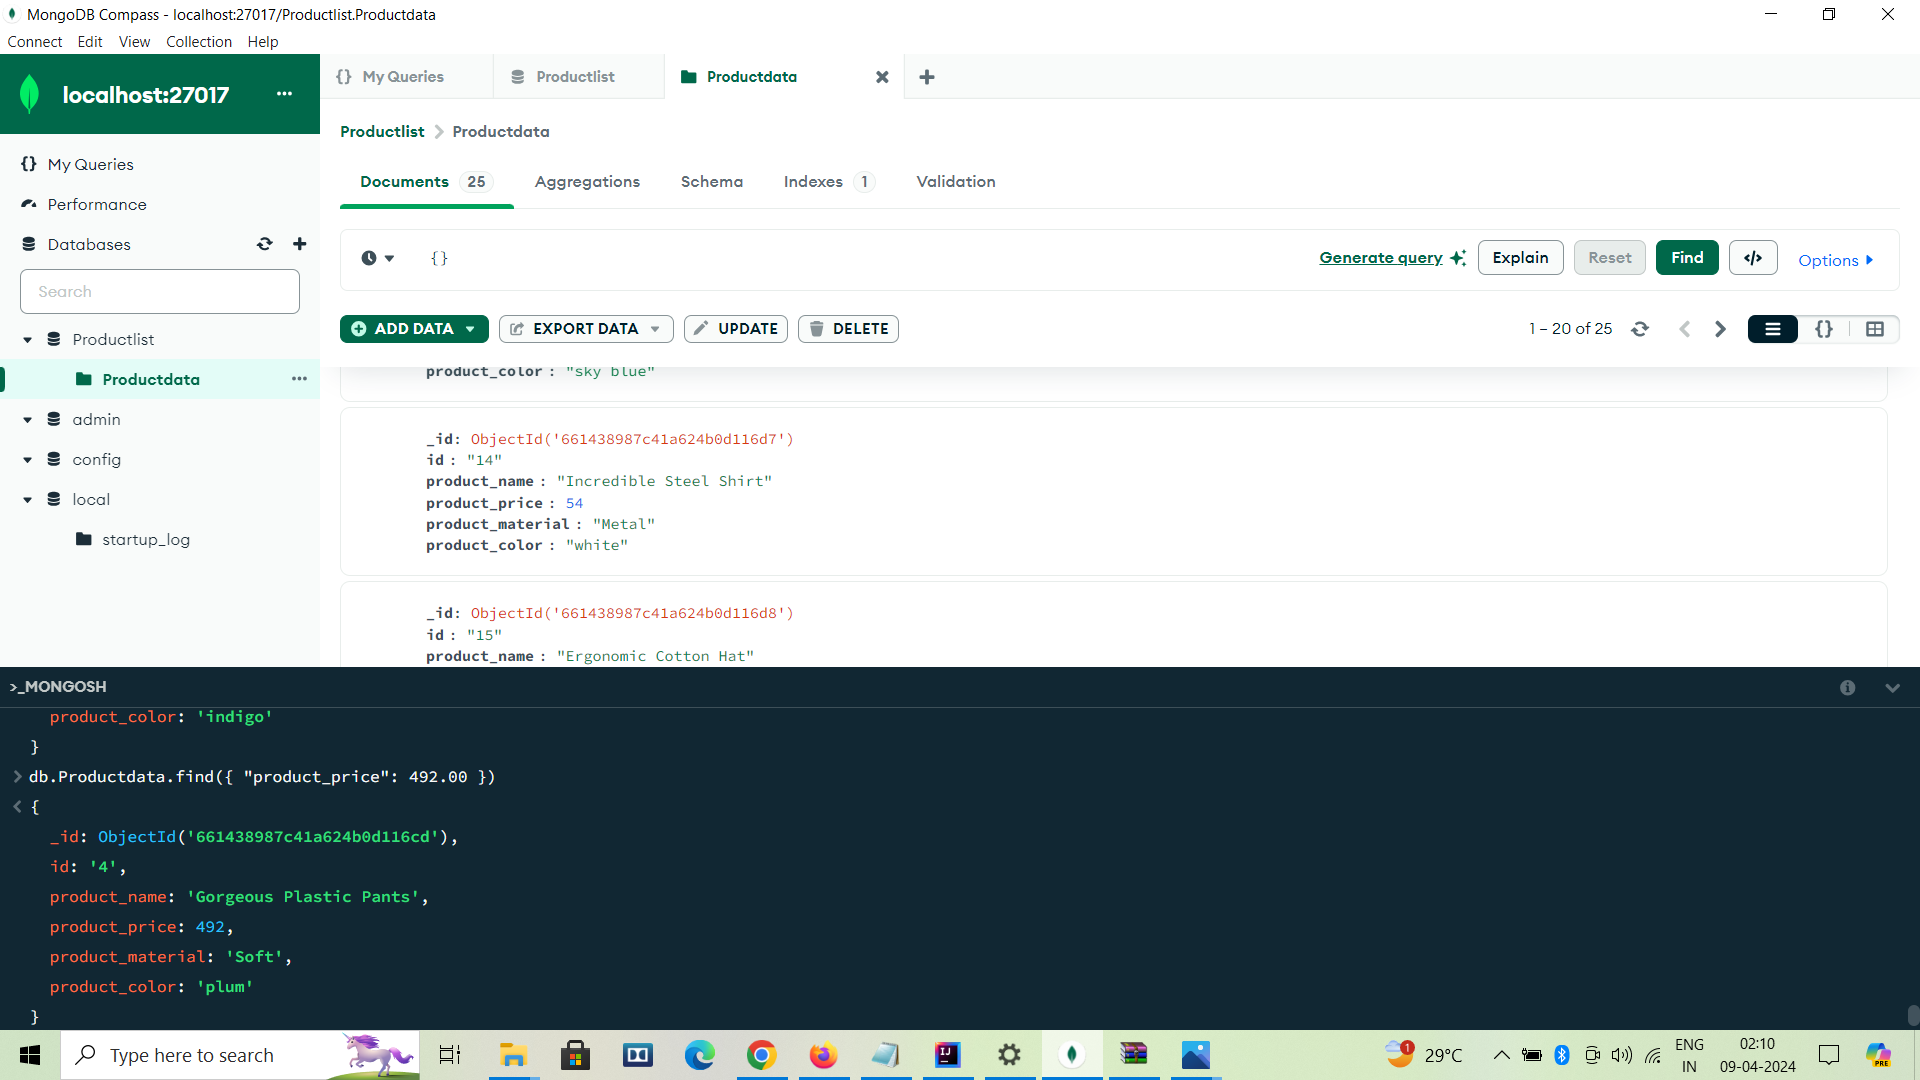 MongoDB Compass - localhost:27017/Productlist.Productdata
Connect Edit View Collection Help
localhost:27017 ...
{} My Queries
Performance
Databases
Search
Productlist
Productdata ...
admin
config
local
startup_log
{} My Queries Productlist Productdata
Productlist > Productdata
Documents 25 Aggregations Schema Indexes 1 Validation
{} Generate query Explain Reset Find </> Options
ADD DATA EXPORT DATA UPDATE DELETE 1 – 20 of 25 {}
product_color : "sky blue"
_id: ObjectId('661438987c41a624b0d116d7')
id : "14"
product_name : "Incredible Steel Shirt"
product_price : 54
product_material : "Metal"
product_color : "white"
_id: ObjectId('661438987c41a624b0d116d8')
id : "15"
product_name : "Ergonomic Cotton Hat"
>_MONGOSH
product_color: 'indigo'
}
> db.Productdata.find({ "product_price": 492.00 })
< {
_id: ObjectId('661438987c41a624b0d116cd'),
id: '4',
product_name: 'Gorgeous Plastic Pants',
product_price: 492,
product_material: 'Soft',
product_color: 'plum'
}
Type here to search
1 29°C
ENG
IN
02:10
09-04-2024
PRE